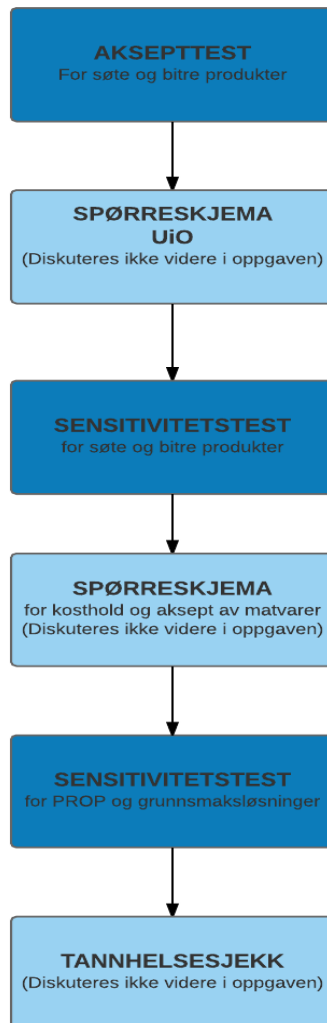 AKSEPTTEST
For søte og bitre produkter
SPØRRESKJEMA
UiO
(Diskuteres ikke videre i oppgaven)
SENSITIVITETSTEST
for søte og bitre produkter
SPØRRESKJEMA
for kosthold og aksept av matvarer
(Diskuteres ikke videre i oppgaven)
SENSITIVITETSTEST
for PROP og grunnsmaksløsninger
TANNHELSESJEKK
(Diskuteres ikke videre i oppgaven)